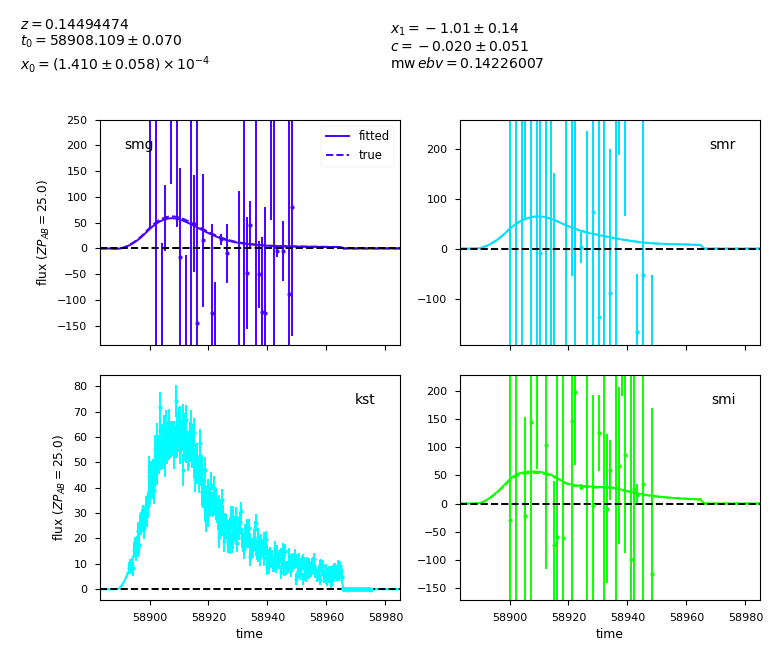 z = 0.14494474
t₀ = 58908.109 ± 0.070
x₀ = (1.410 ± 0.058) × 10⁻⁴
x₁ = −1.01 ± 0.14
c = −0.020 ± 0.051
mw ebv = 0.14226007
250
200
150
100
50
0
−50
−100
−150
flux (ZP_AB = 25.0)
smg
fitted
true
200
100
0
−100
smr
80
70
60
50
40
30
20
10
0
flux (ZP_AB = 25.0)
kst
58900
58920
58940
58960
58980
time
200
150
100
50
0
−50
−100
−150
smi
58900
58920
58940
58960
58980
time